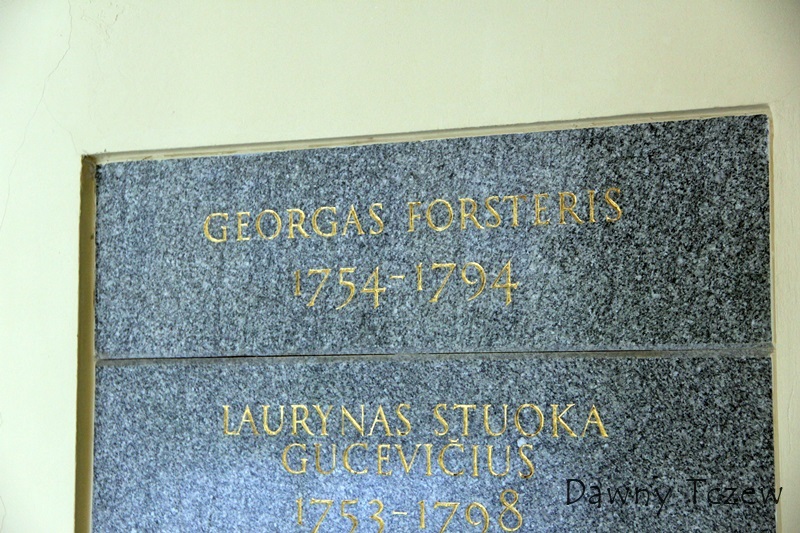 GEORGAS FORSTERIS
1754-1794
LAURYNAS STUOKA
GUCEVIČIUS
1753-1798
Dawny Tczew